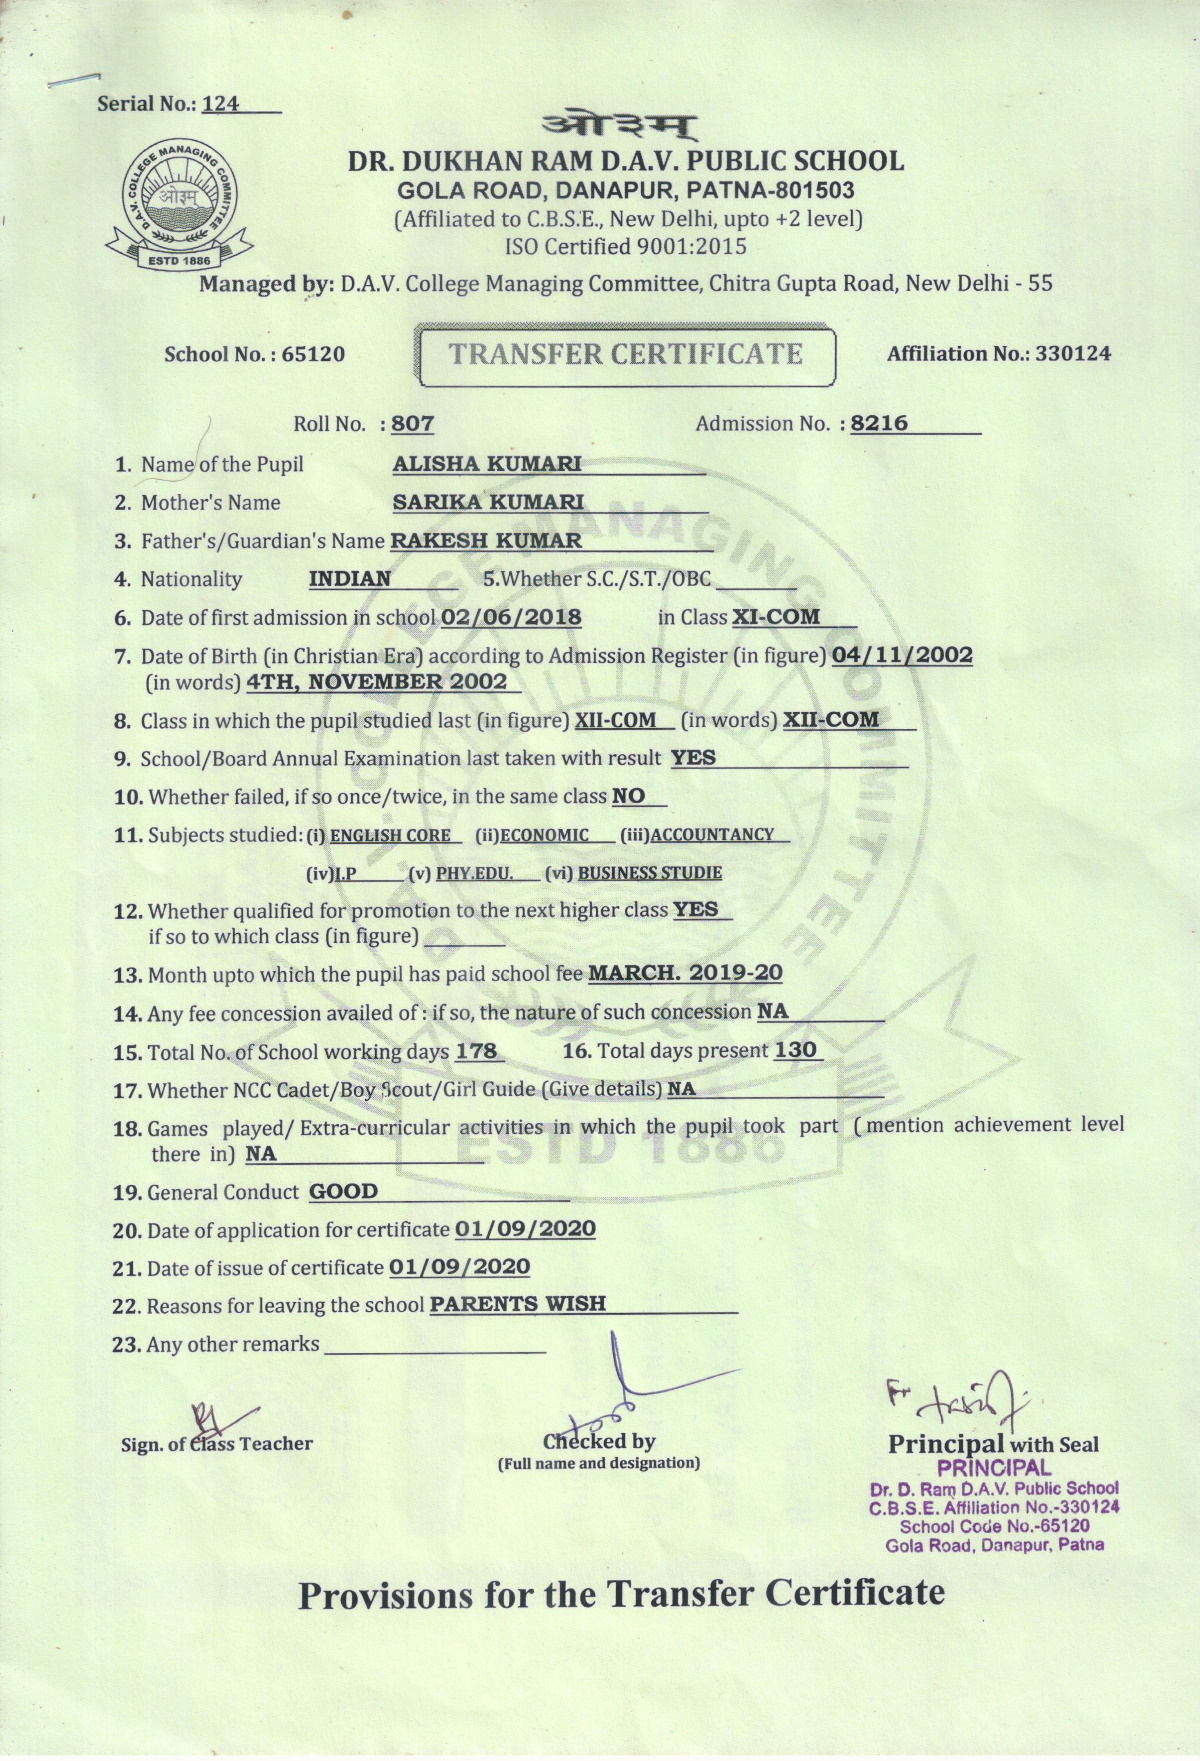 Serial No.: 124
ओ३म्
DR. DUKHAN RAM D.A.V. PUBLIC SCHOOL
GOLA ROAD, DANAPUR, PATNA-801503
(Affiliated to C.B.S.E., New Delhi, upto +2 level)
ISO Certified 9001:2015
D.A.V. COLLEGE MANAGING COMMITTEE
ओ३म्
ESTD 1886
Managed by: D.A.V. College Managing Committee, Chitra Gupta Road, New Delhi - 55
School No. : 65120 TRANSFER CERTIFICATE Affiliation No.: 330124
Roll No. : 807 Admission No. : 8216
1. Name of the Pupil ALISHA KUMARI
2. Mother's Name SARIKA KUMARI
3. Father's/Guardian's Name RAKESH KUMAR
4. Nationality INDIAN 5.Whether S.C./S.T./OBC
6. Date of first admission in school 02/06/2018 in Class XI-COM
7. Date of Birth (in Christian Era) according to Admission Register (in figure) 04/11/2002
(in words) 4TH, NOVEMBER 2002
8. Class in which the pupil studied last (in figure) XII-COM (in words) XII-COM
9. School/Board Annual Examination last taken with result YES
10. Whether failed, if so once/twice, in the same class NO
11. Subjects studied: (i) ENGLISH CORE (ii)ECONOMIC (iii)ACCOUNTANCY
(iv)I.P (v) PHY.EDU. (vi) BUSINESS STUDIE
12. Whether qualified for promotion to the next higher class YES
if so to which class (in figure)
13. Month upto which the pupil has paid school fee MARCH. 2019-20
14. Any fee concession availed of : if so, the nature of such concession NA
15. Total No. of School working days 178 16. Total days present 130
17. Whether NCC Cadet/Boy Scout/Girl Guide (Give details) NA
18. Games played/ Extra-curricular activities in which the pupil took part (mention achievement level
there in) NA
19. General Conduct GOOD
20. Date of application for certificate 01/09/2020
21. Date of issue of certificate 01/09/2020
22. Reasons for leaving the school PARENTS WISH
23. Any other remarks
D.A.V. COLLEGE MANAGING COMMITTEE
ESTD 1886
Sign. of Class Teacher Checked by Principal with Seal
(Full name and designation)
PRINCIPAL
Dr. D. Ram D.A.V. Public School
C.B.S.E. Affiliation No.-330124
School Code No.-65120
Gola Road, Danapur, Patna
Provisions for the Transfer Certificate